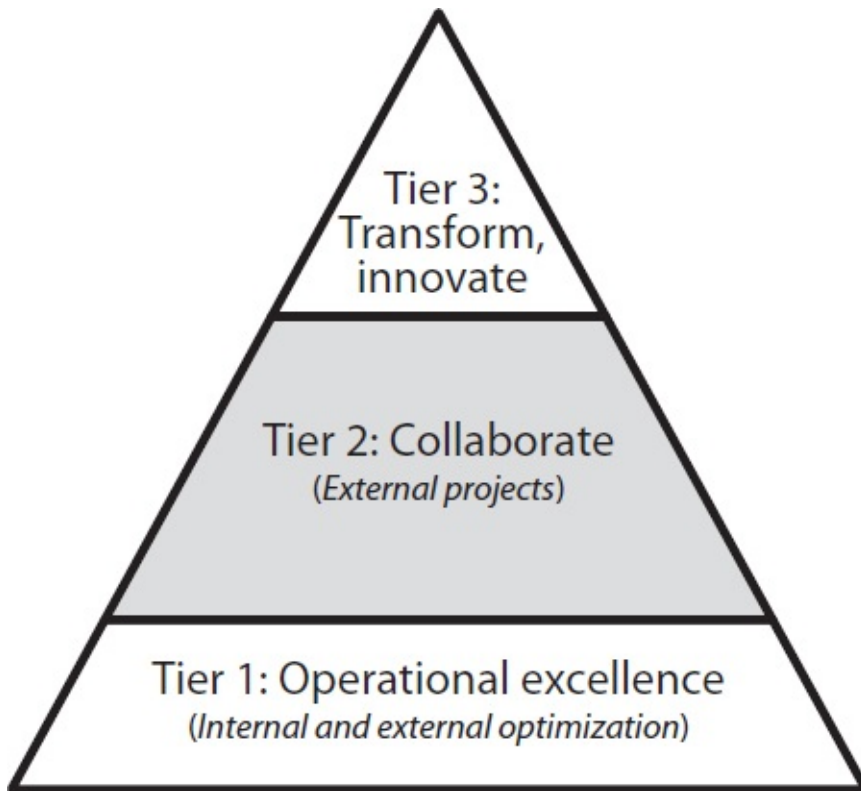 Tier 3:
Transform,
innovate
Tier 2: Collaborate
(External projects)
Tier 1: Operational excellence
(Internal and external optimization)